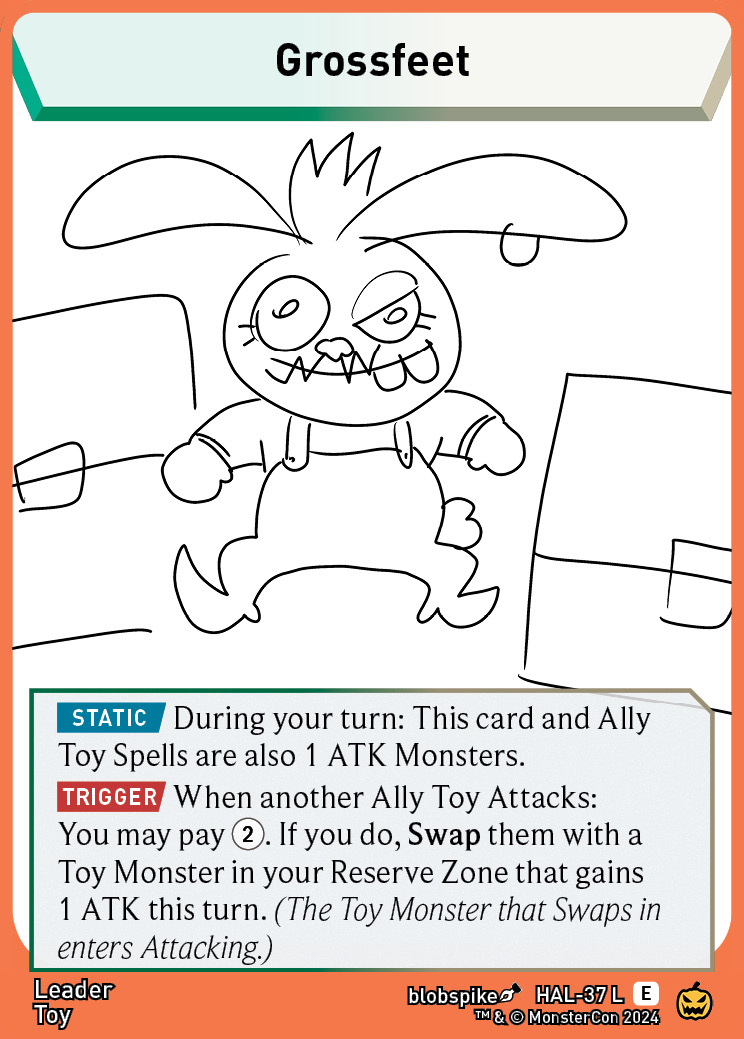 Grossfeet
STATIC During your turn: This card and Ally
Toy Spells are also 1 ATK Monsters.
TRIGGER When another Ally Toy Attacks:
You may pay 2. If you do, Swap them with a
Toy Monster in your Reserve Zone that gains
1 ATK this turn. (The Toy Monster that Swaps in
enters Attacking.)
Leader
Toy
blobspike HAL-37 L E
™ & © MonsterCon 2024